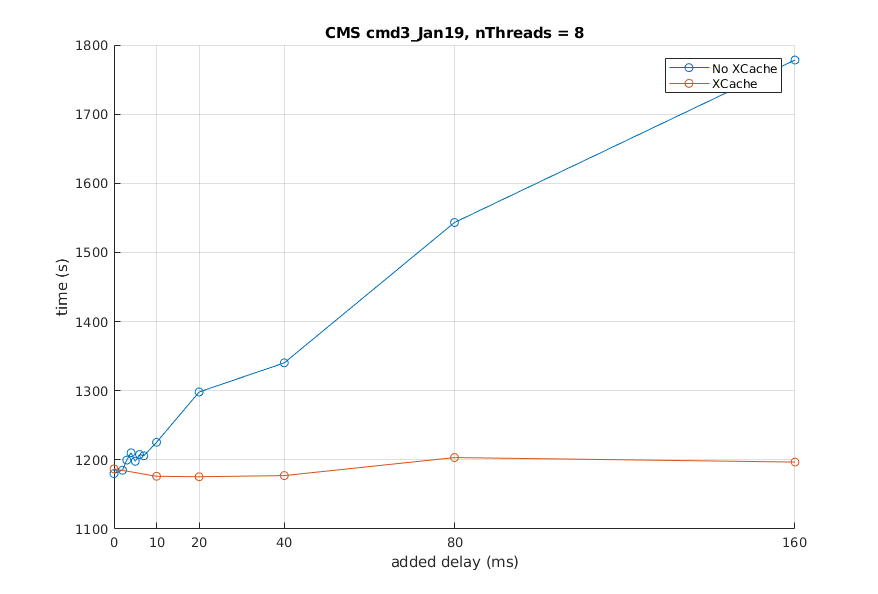 CMS cmd3_Jan19, nThreads = 8
1800
1700
1600
1500
1400
1300
1200
1100
time (s)
No XCache
XCache
0 10 20 40 80 160
added delay (ms)